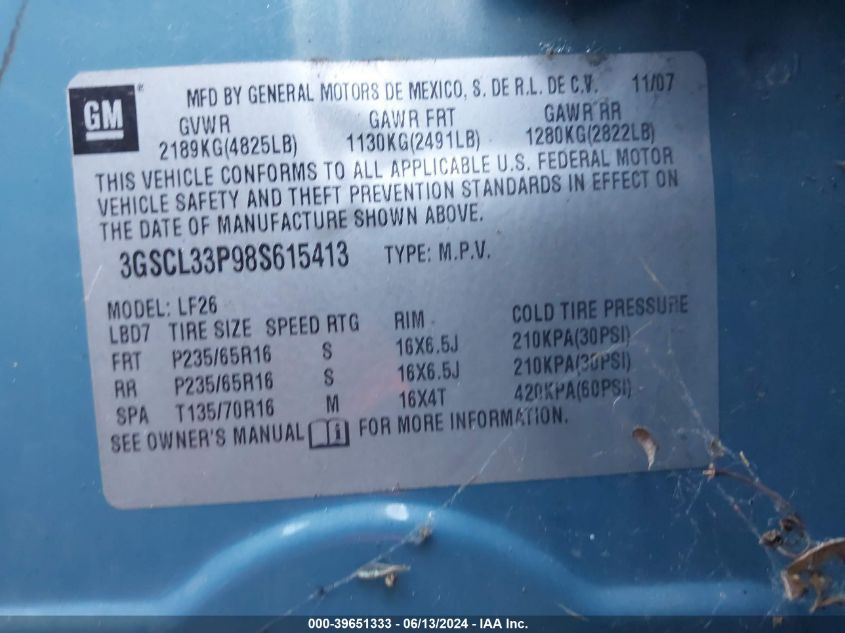 GM ® MFD BY GENERAL MOTORS DE MEXICO, S. DE R.L. DE C.V. 11/07
GVWR GAWR FRT GAWR RR
2189KG(4825LB) 1130KG(2491LB) 1280KG(2822LB)
THIS VEHICLE CONFORMS TO ALL APPLICABLE U.S. FEDERAL MOTOR
VEHICLE SAFETY AND THEFT PREVENTION STANDARDS IN EFFECT ON
THE DATE OF MANUFACTURE SHOWN ABOVE.
3GSCL33P98S615413 TYPE: M.P.V.
MODEL: LF26
LBD7 TIRE SIZE SPEED RTG RIM COLD TIRE PRESSURE
FRT P235/65R16 S 16X6.5J 210KPA(30PSI)
RR P235/65R16 S 16X6.5J 210KPA(30PSI)
SPA T135/70R16 M 16X4T 420KPA(60PSI)
SEE OWNER'S MANUAL i FOR MORE INFORMATION.
000-39651333 - 06/13/2024 - IAA Inc.